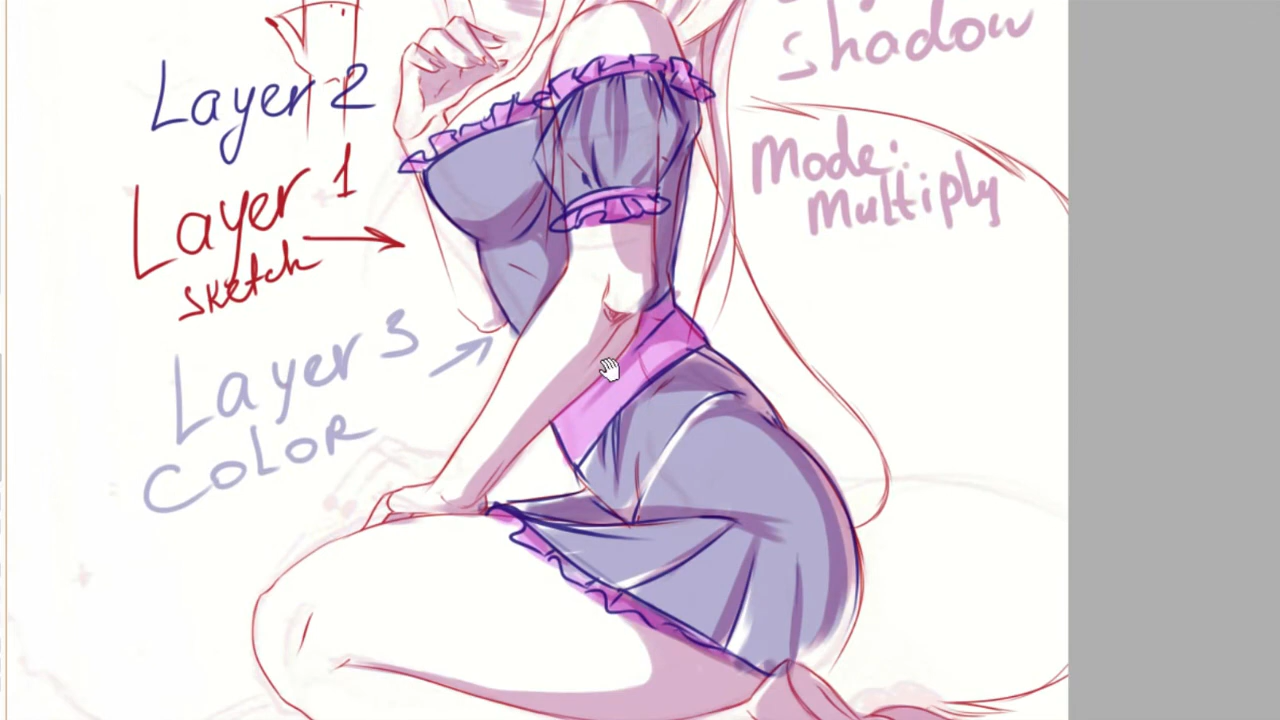 Layer 2
Layer 1
sketch
Layer 3
COLOR
shadow
Mode:
Multiply